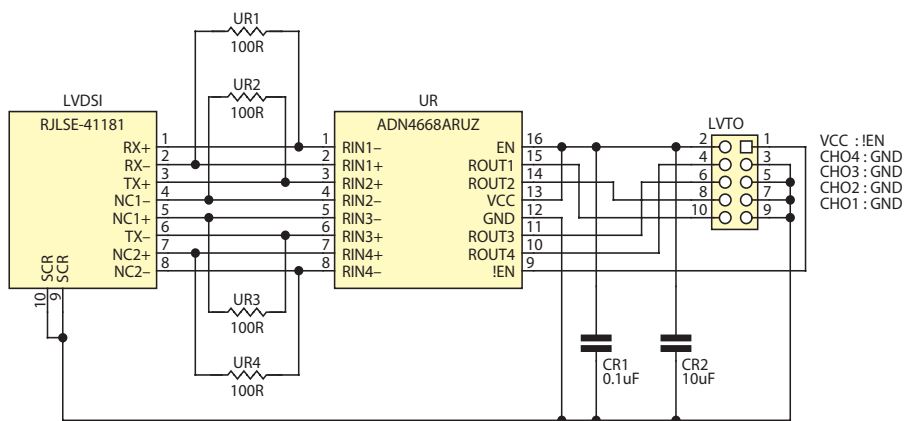 UR1
100R
UR2
100R
LVDSI
RJLSE-41181
RX+ 1
RX– 2
TX+ 3
NC1– 4
NC1+ 5
TX– 6
NC2+ 7
NC2– 8
SCR 10
SCR 9
UR
ADN4668ARUZ
1 RIN1– EN 16
2 RIN1+ ROUT1 15
3 RIN2+ ROUT2 14
4 RIN2– VCC 13
5 RIN3– GND 12
6 RIN3+ ROUT3 11
7 RIN4+ ROUT4 10
8 RIN4– !EN 9
UR3
100R
UR4
100R
LVTO
2 1
4 3
6 5
8 7
10 9
VCC : !EN
CHO4 : GND
CHO3 : GND
CHO2 : GND
CHO1 : GND
CR1
0.1uF
CR2
10uF